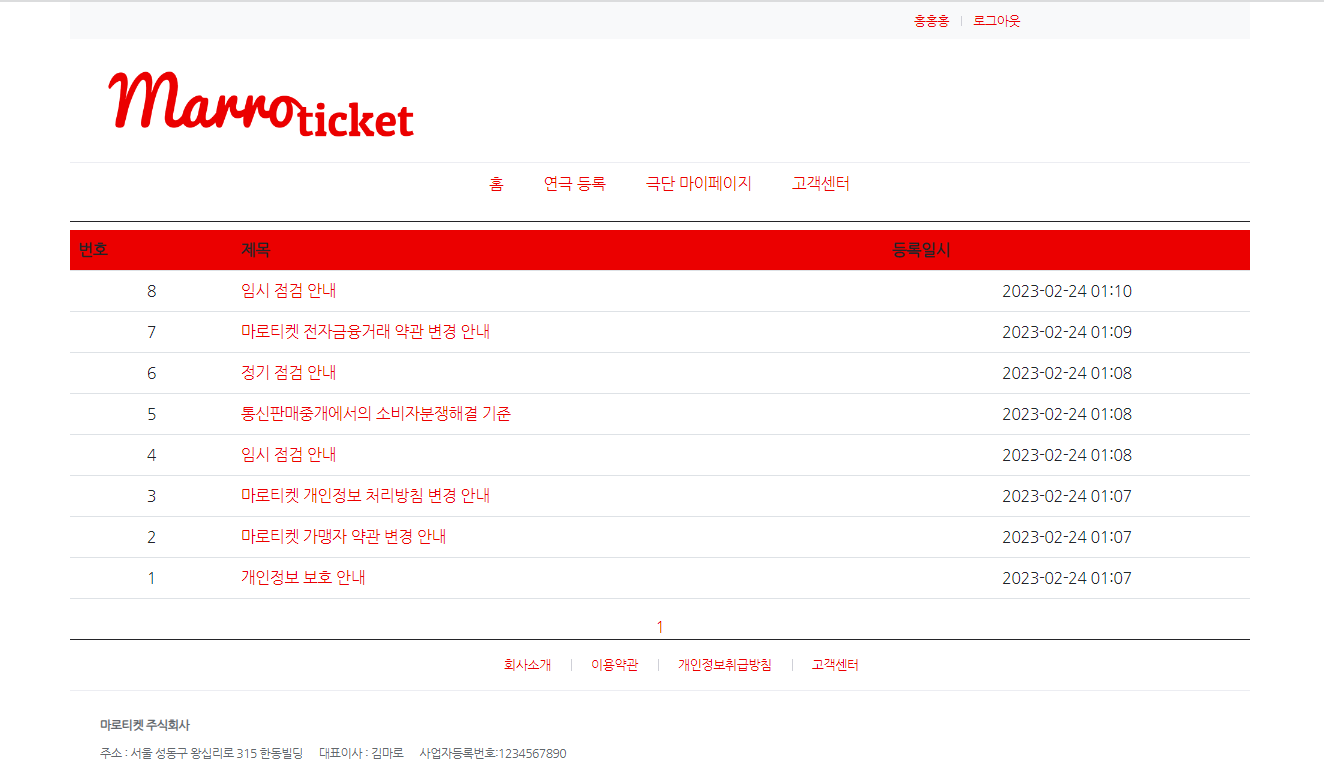 홍홍홍 로그아웃
Marroticket
홈 연극 등록 극단 마이페이지 고객센터
번호 제목 등록일시
8 임시 점검 안내 2023-02-24 01:10
7 마로티켓 전자금융거래 약관 변경 안내 2023-02-24 01:09
6 정기 점검 안내 2023-02-24 01:08
5 통신판매중개에서의 소비자분쟁해결 기준 2023-02-24 01:08
4 임시 점검 안내 2023-02-24 01:08
3 마로티켓 개인정보 처리방침 변경 안내 2023-02-24 01:07
2 마로티켓 가맹자 약관 변경 안내 2023-02-24 01:07
1 개인정보 보호 안내 2023-02-24 01:07
1
회사소개 이용약관 개인정보취급방침 고객센터
마로티켓 주식회사
주소 : 서울 성동구 왕십리로 315 한동빌딩 대표이사 : 김마로 사업자등록번호:1234567890